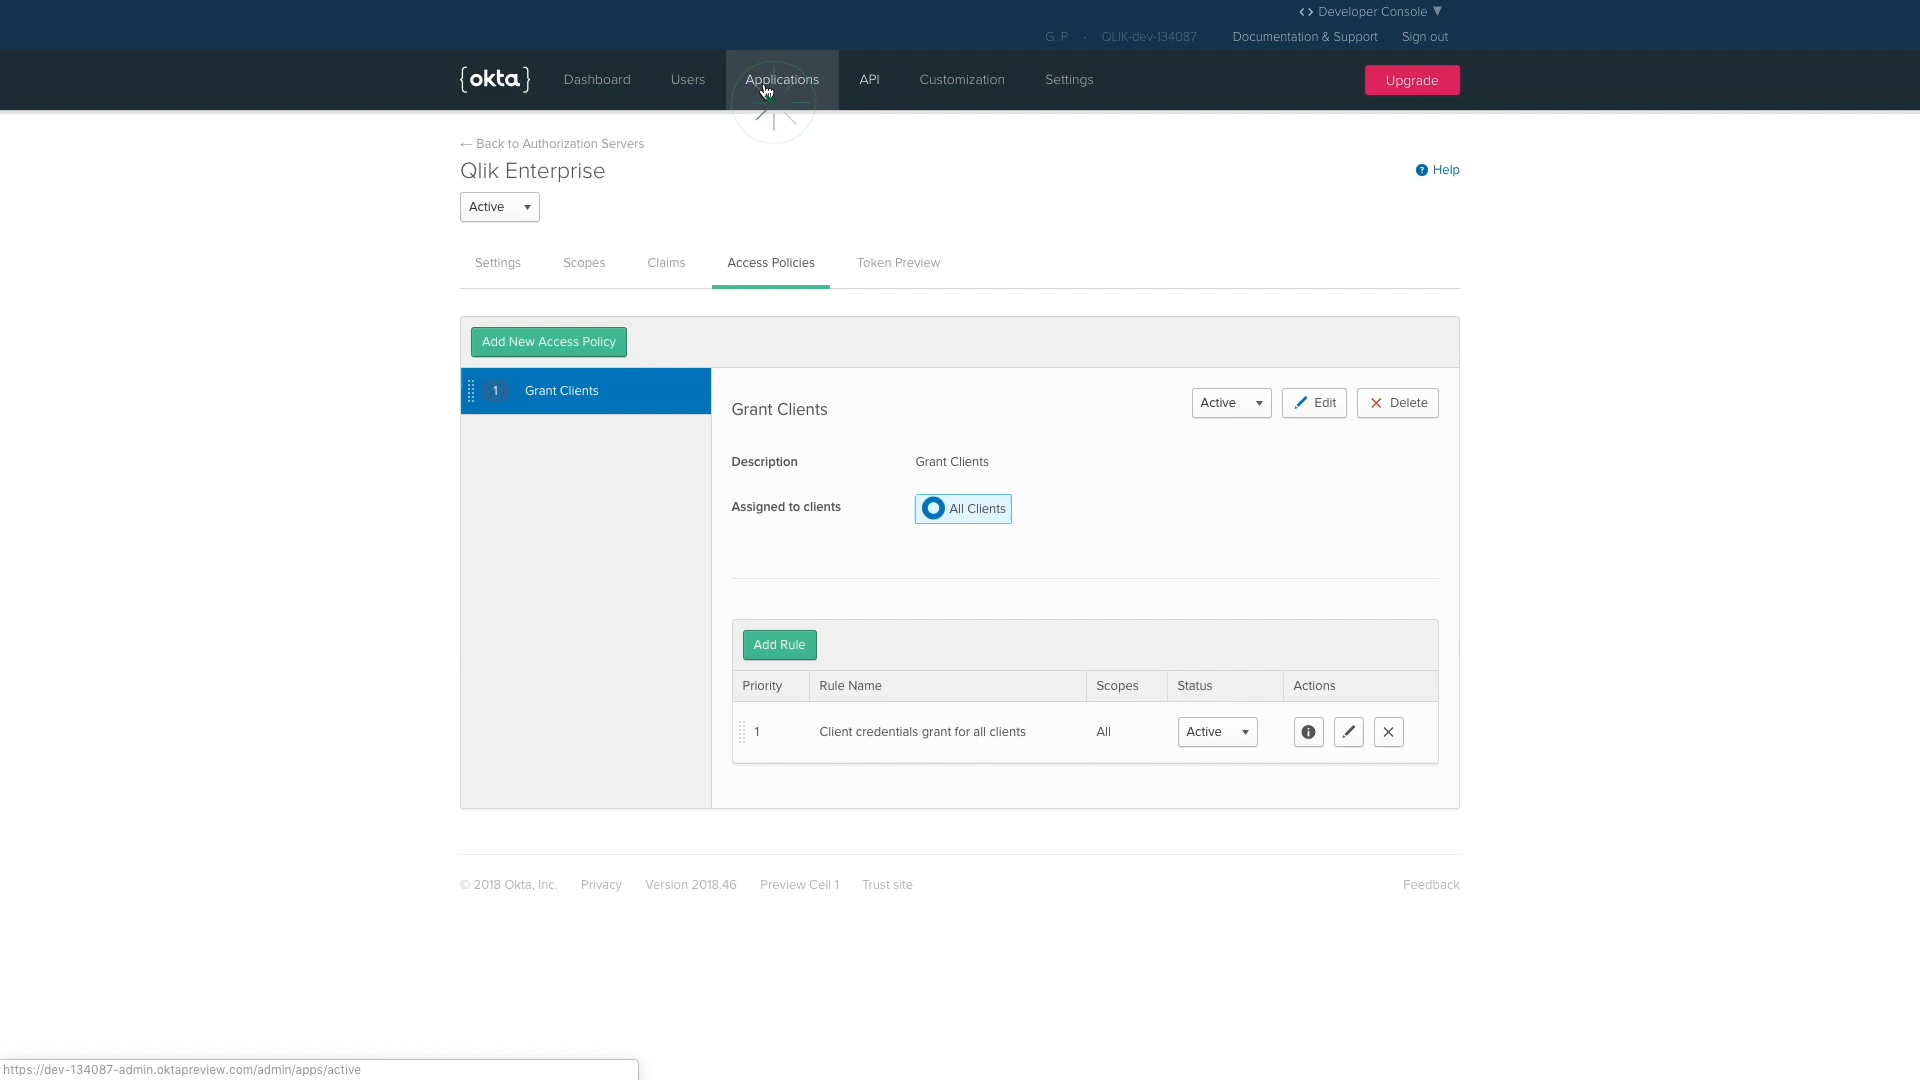 <> Developer Console ▼
G. P - QLIK-dev-134087 Documentation & Support Sign out
{okta} Dashboard Users Applications API Customization Settings Upgrade
← Back to Authorization Servers
Qlik Enterprise
? Help
Active
Settings Scopes Claims Access Policies Token Preview
Add New Access Policy
1 Grant Clients
Grant Clients
Active Edit Delete
Description Grant Clients
Assigned to clients All Clients
Add Rule
Priority Rule Name Scopes Status Actions
1 Client credentials grant for all clients All Active
© 2018 Okta, Inc. Privacy Version 2018.46 Preview Cell 1 Trust site Feedback
https://dev-134087-admin.oktapreview.com/admin/apps/active